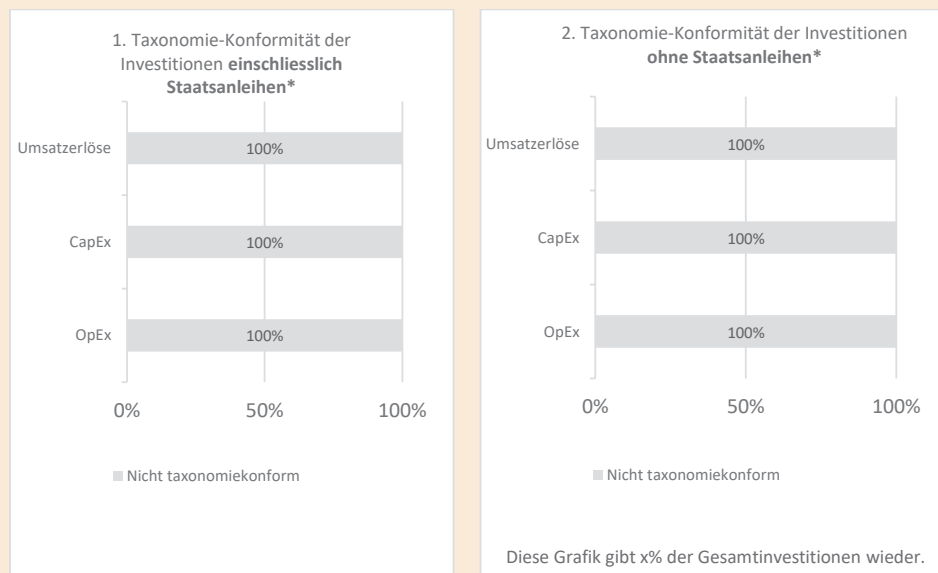 1. Taxonomie-Konformität der
Investitionen einschliesslich
Staatsanleihen*
Umsatzerlöse
100%
CapEx
100%
OpEx
100%
0%
50%
100%
Nicht taxonomiekonform
2. Taxonomie-Konformität der Investitionen
ohne Staatsanleihen*
Umsatzerlöse
100%
CapEx
100%
OpEx
100%
0%
50%
100%
Nicht taxonomiekonform
Diese Grafik gibt x% der Gesamtinvestitionen wieder.